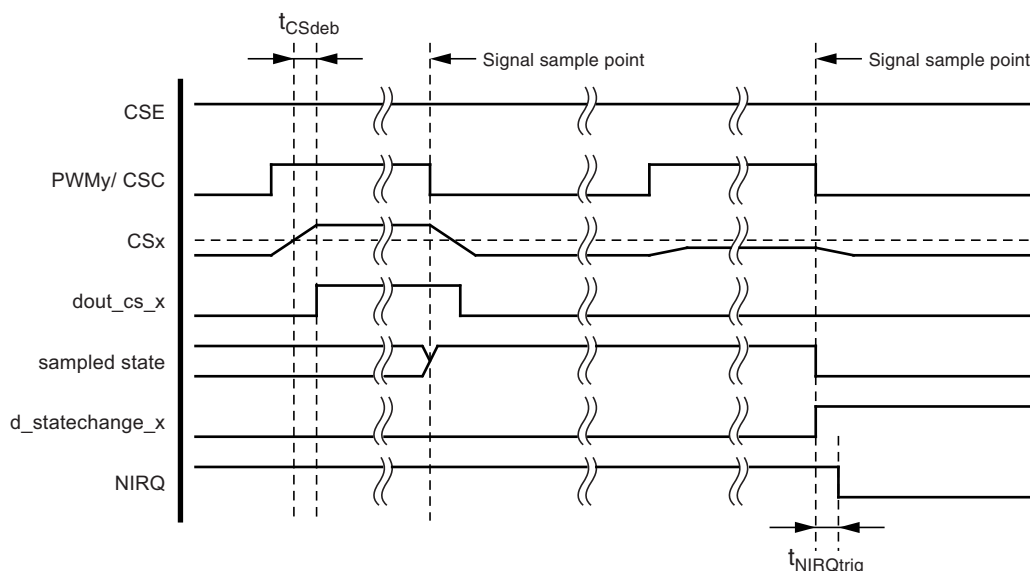 tCSdeb
Signal sample point
Signal sample point
CSE
PWMy/ CSC
CSx
dout_cs_x
sampled state
d_statechange_x
NIRQ
tNIRQtrig